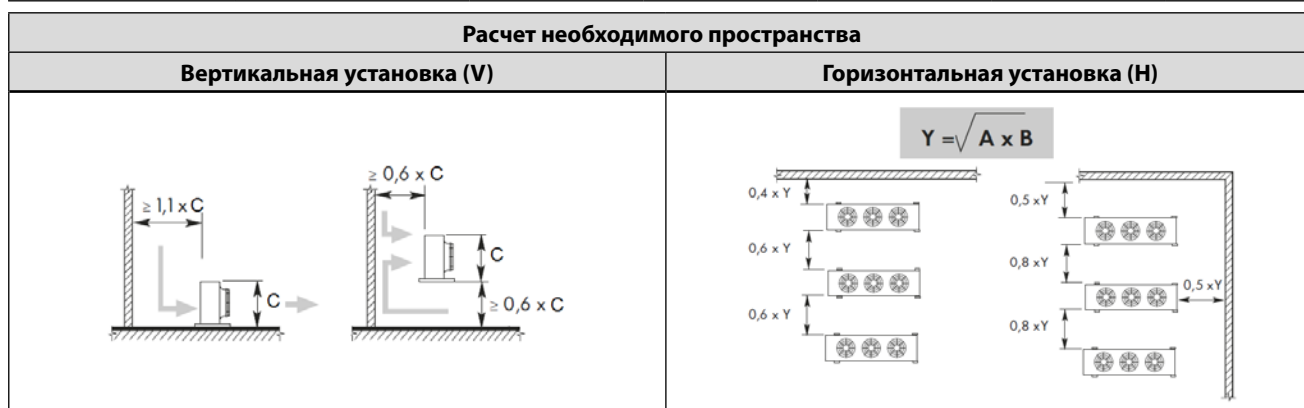 Расчет необходимого пространства
Вертикальная установка (V)
Горизонтальная установка (H)
≥ 1,1 x C
C
≥ 0,6 x C
C
≥ 0,6 x C
Y =√ A x B
0,4 x Y
0,6 x Y
0,6 x Y
0,5 xY
0,8 xY
0,5 xY
0,8 xY